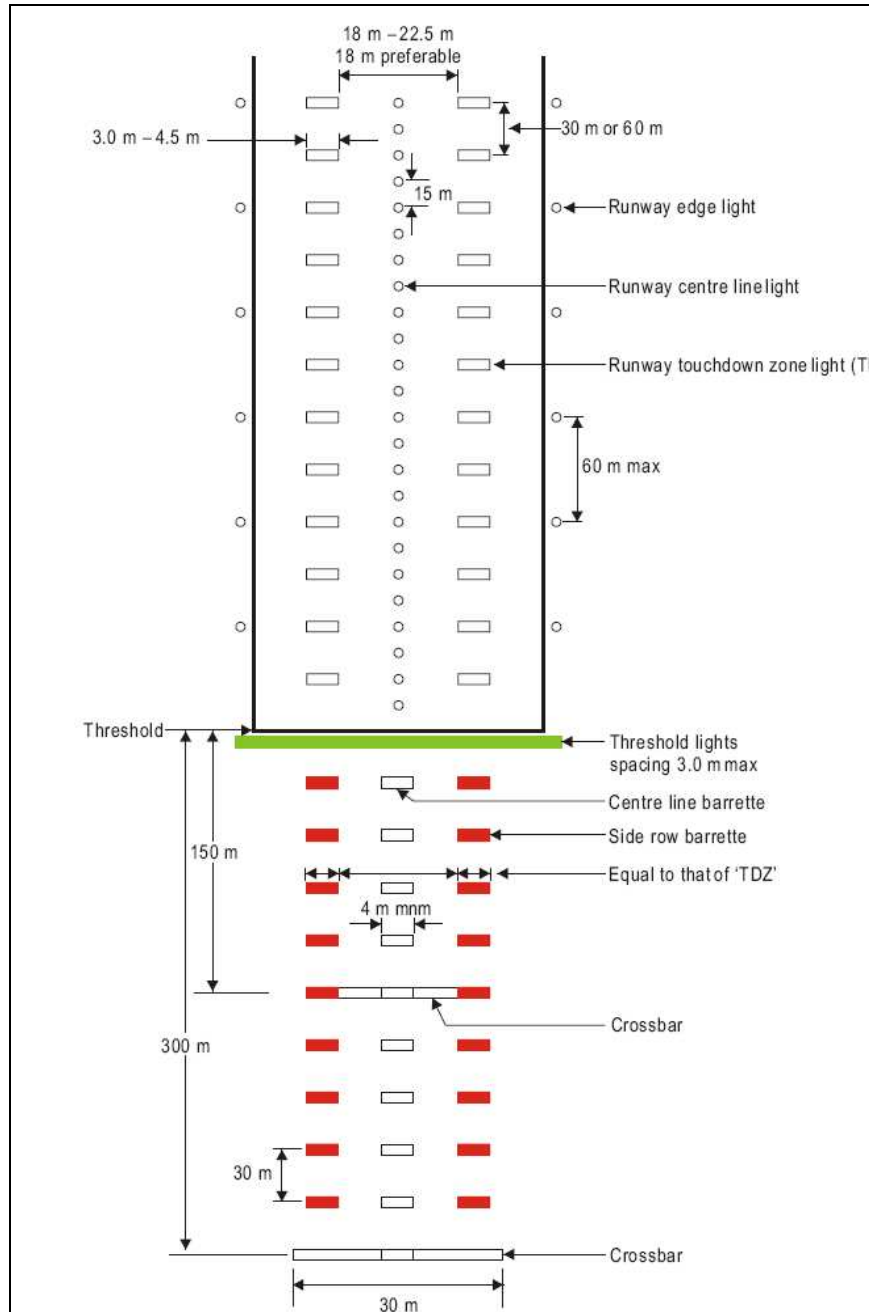 18 m – 22.5 m
18 m preferable
3.0 m – 4.5 m
30 m or 60 m
15 m
Runway edge light
Runway centre line light
Runway touchdown zone light (T
60 m max
Threshold
Threshold lights
spacing 3.0 m max
Centre line barrette
Side row barrette
150 m
Equal to that of ‘TDZ’
4 m mnm
Crossbar
300 m
30 m
Crossbar
30 m